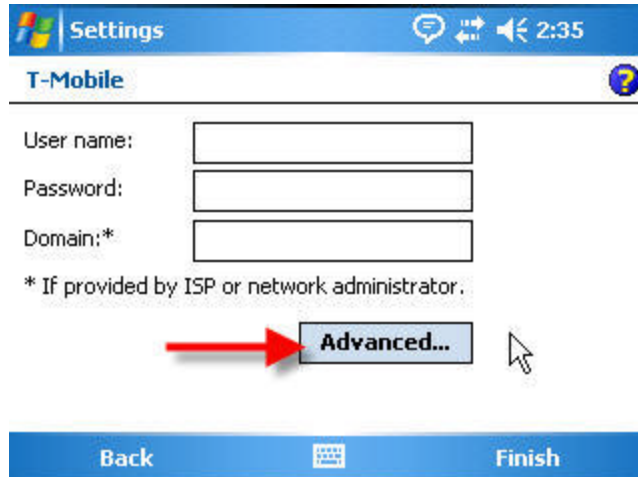 Settings 2:35
T-Mobile ?
User name:
Password:
Domain:*
* If provided by ISP or network administrator.
Advanced...
Back Finish